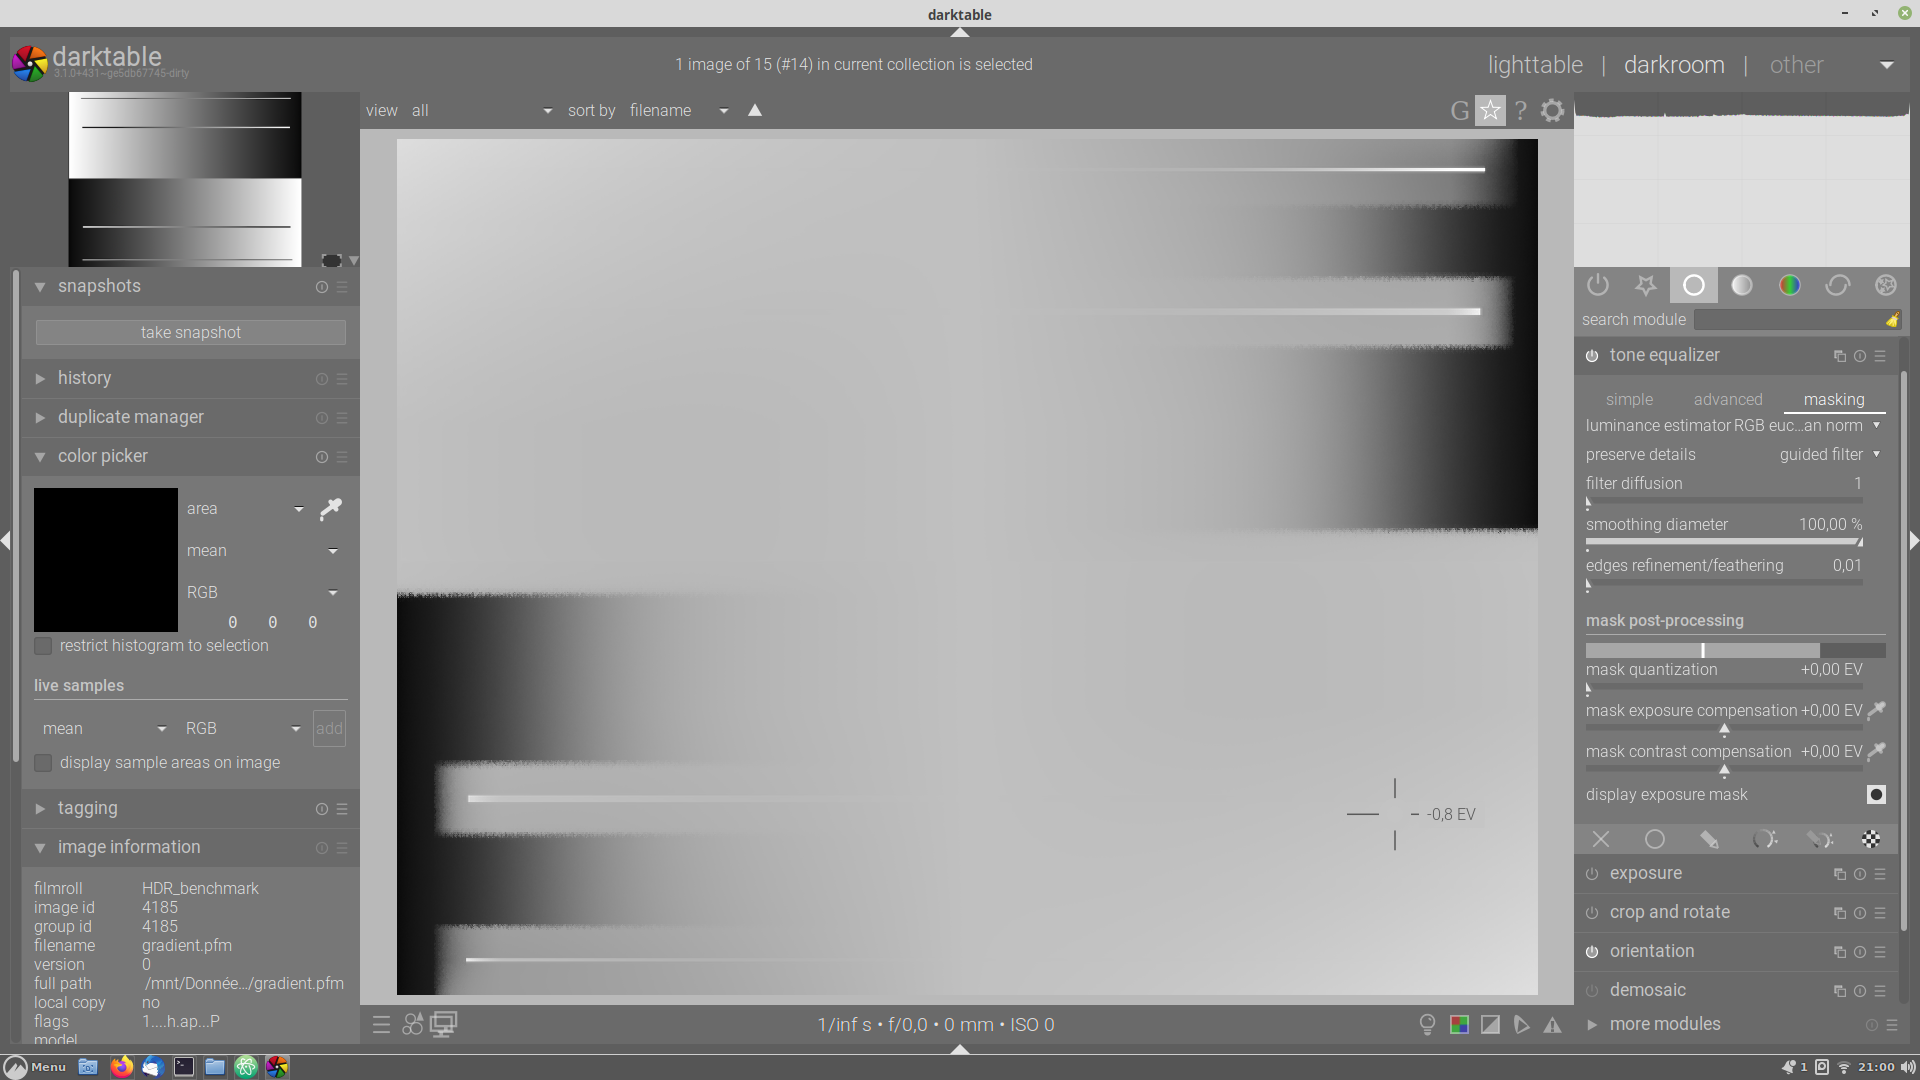 darktable
darktable
3.1.0+431~ge5db67745-dirty
1 image of 15 (#14) in current collection is selected
lighttable | darkroom | other
view all sort by filename
G ?
snapshots
take snapshot
history
duplicate manager
color picker
area
mean
RGB
0 0 0
restrict histogram to selection
live samples
mean RGB add
display sample areas on image
tagging
image information
filmroll HDR_benchmark
image id 4185
group id 4185
filename gradient.pfm
version 0
full path /mnt/Donnée.../gradient.pfm
local copy no
flags 1....h.ap...P
model
-0,8 EV
1/inf s • f/0,0 • 0 mm • ISO 0
search module
tone equalizer
simple advanced masking
luminance estimator RGB euc...an norm
preserve details guided filter
filter diffusion 1
smoothing diameter 100,00 %
edges refinement/feathering 0,01
mask post-processing
mask quantization +0,00 EV
mask exposure compensation +0,00 EV
mask contrast compensation +0,00 EV
display exposure mask
exposure
crop and rotate
orientation
demosaic
more modules
Menu
1 21:00